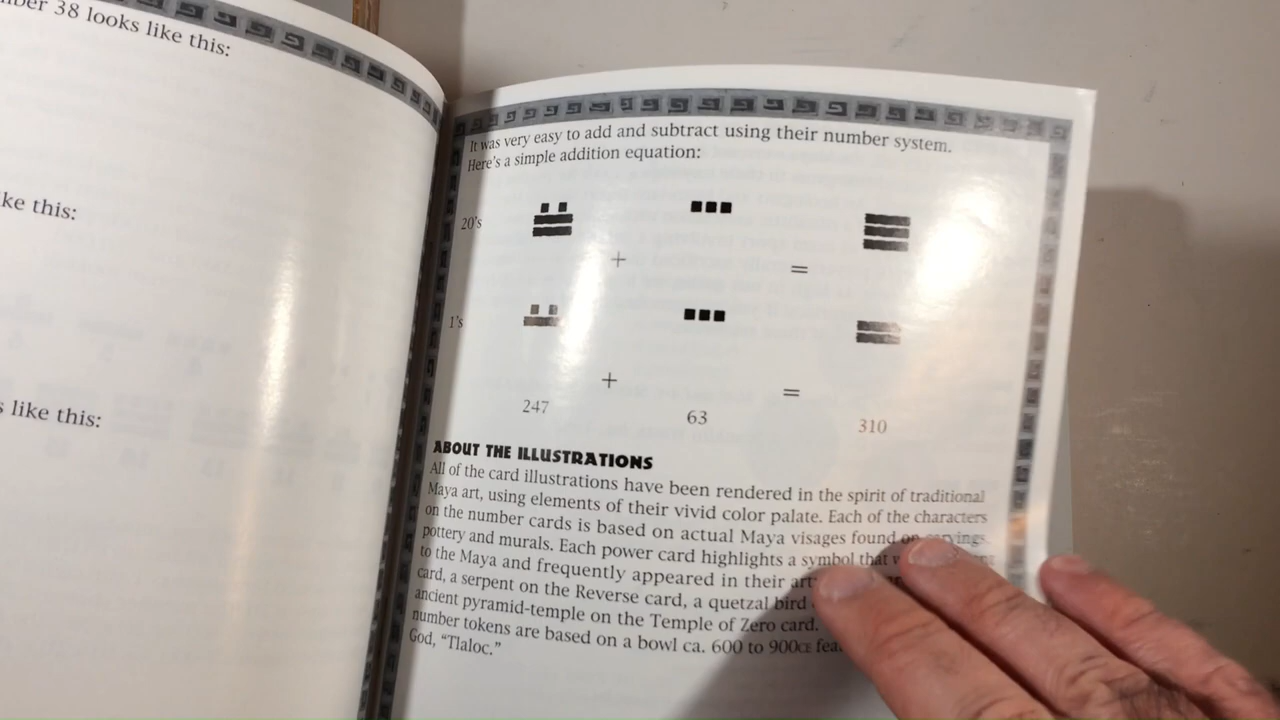 38 looks like this:
ke this:
like this:
It was very easy to add and subtract using their number system.
Here's a simple addition equation:
20's
+ =
1's
+ =
247 63 310
ABOUT THE ILLUSTRATIONS
All of the card illustrations have been rendered in the spirit of traditional
Maya art, using elements of their vivid color palate. Each of the characters
on the number cards is based on actual Maya visages found on carvings,
pottery and murals. Each power card highlights a symbol that
to the Maya and frequently appeared in their art
card, a serpent on the Reverse card, a quetzal bird
ancient pyramid-temple on the Temple of Zero card.
number tokens are based on a bowl ca. 600 to 900CE
God, "Tlaloc."